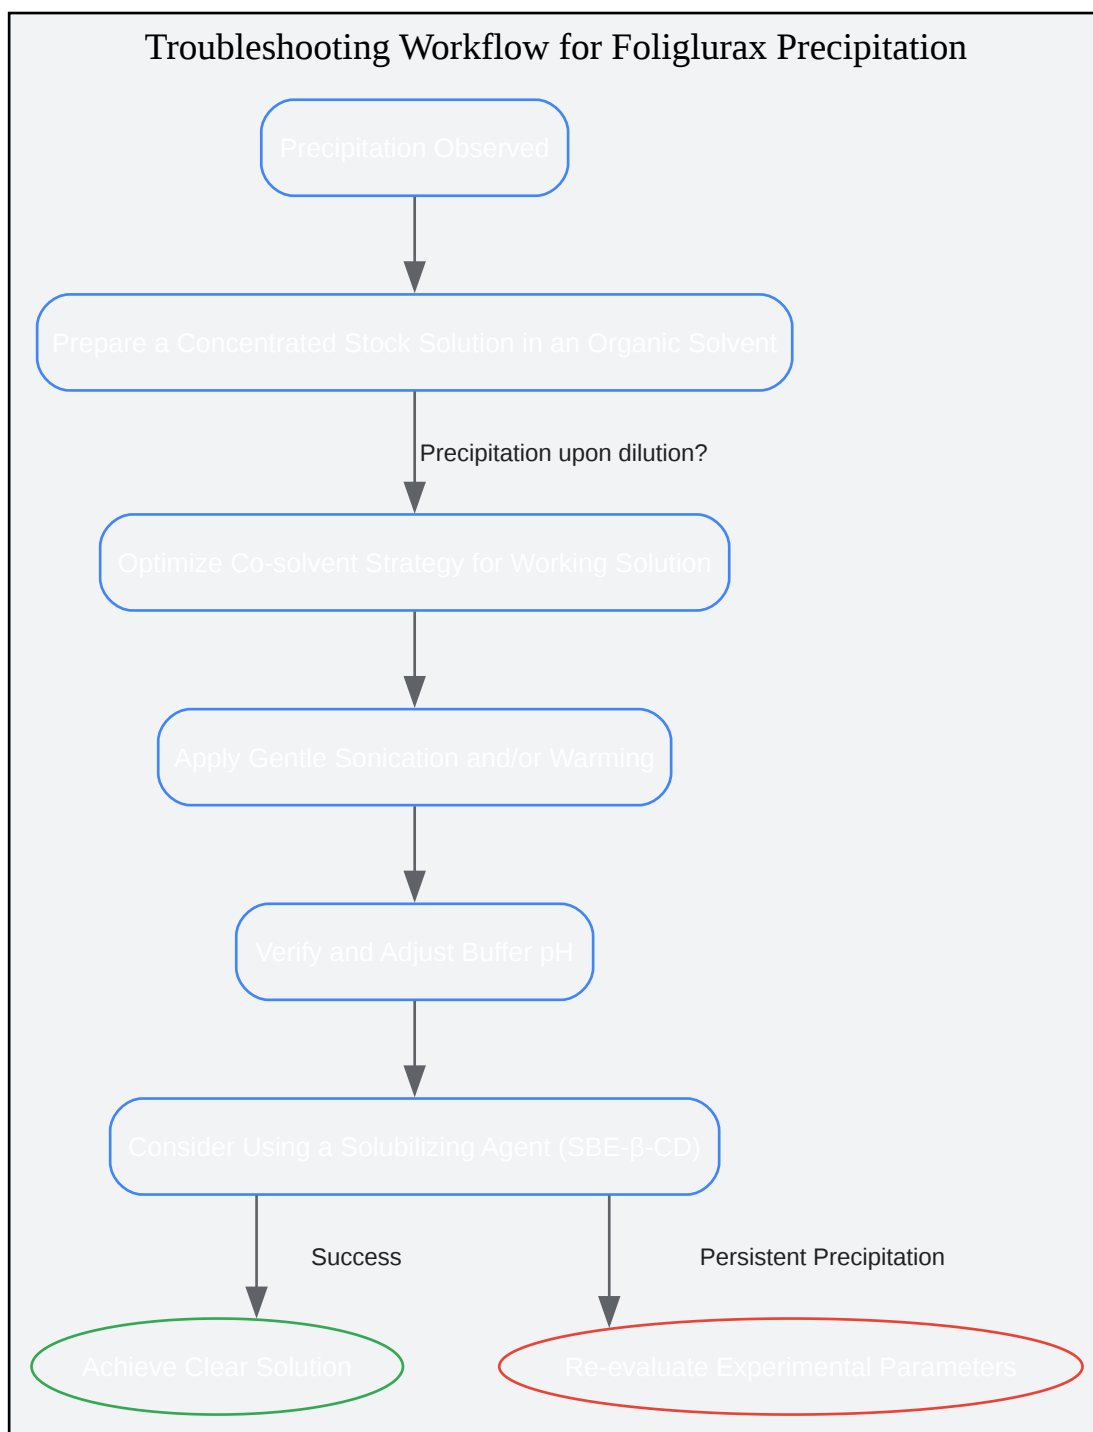 Troubleshooting Workflow for Foliglurax Precipitation
Precipitation Observed
Prepare a Concentrated Stock Solution in an Organic Solvent
Precipitation upon dilution?
Optimize Co-solvent Strategy for Working Solution
Apply Gentle Sonication and/or Warming
Verify and Adjust Buffer pH
Consider Using a Solubilizing Agent (SBE-β-CD)
Success
Persistent Precipitation
Achieve Clear Solution
Re-evaluate Experimental Parameters